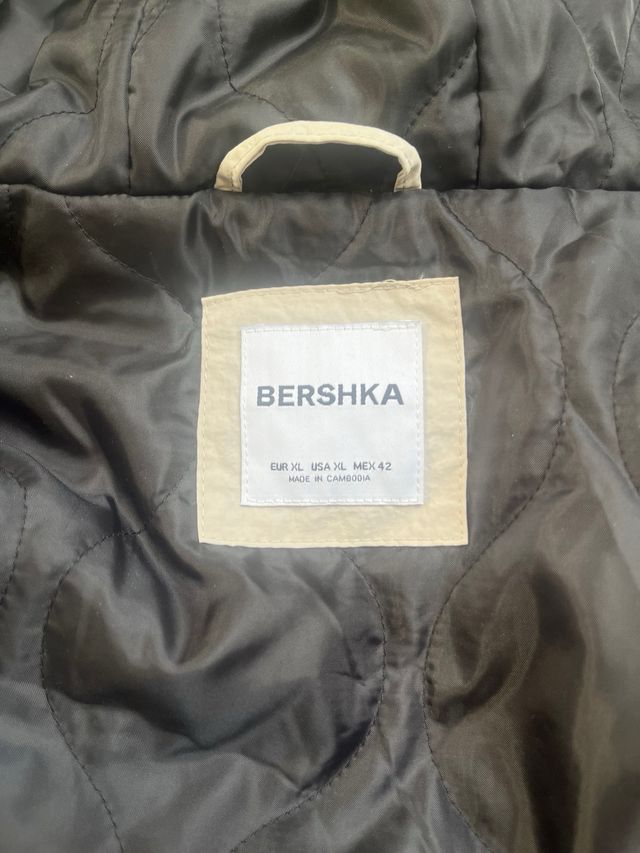 BERSHKA
EUR XL USA XL MEX 42
MADE IN CAMBODIA